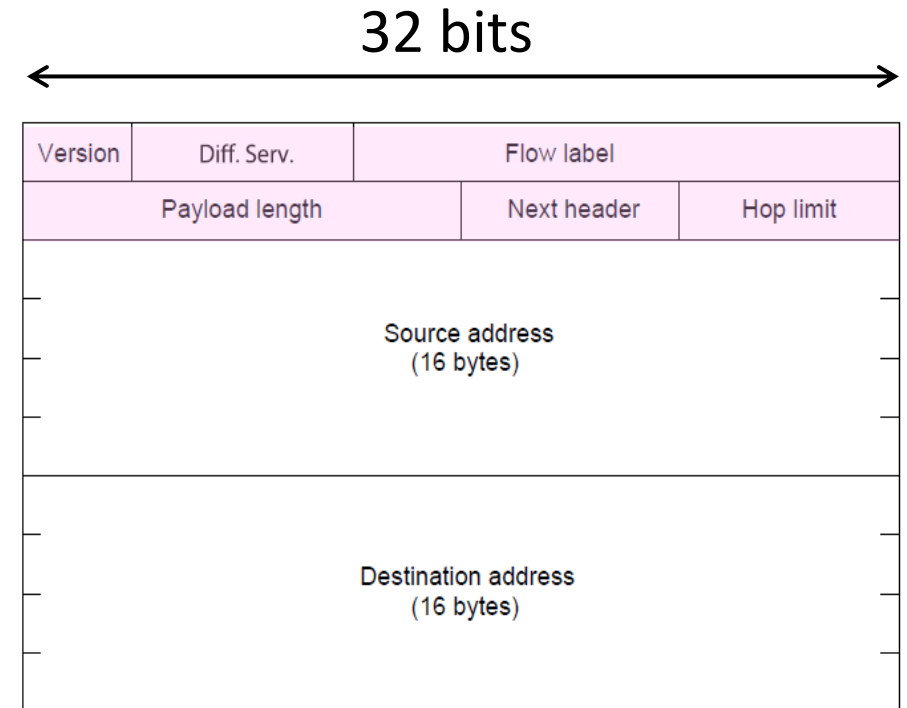 32 bits
Version Diff. Serv. Flow label
Payload length Next header Hop limit
Source address
(16 bytes)
Destination address
(16 bytes)